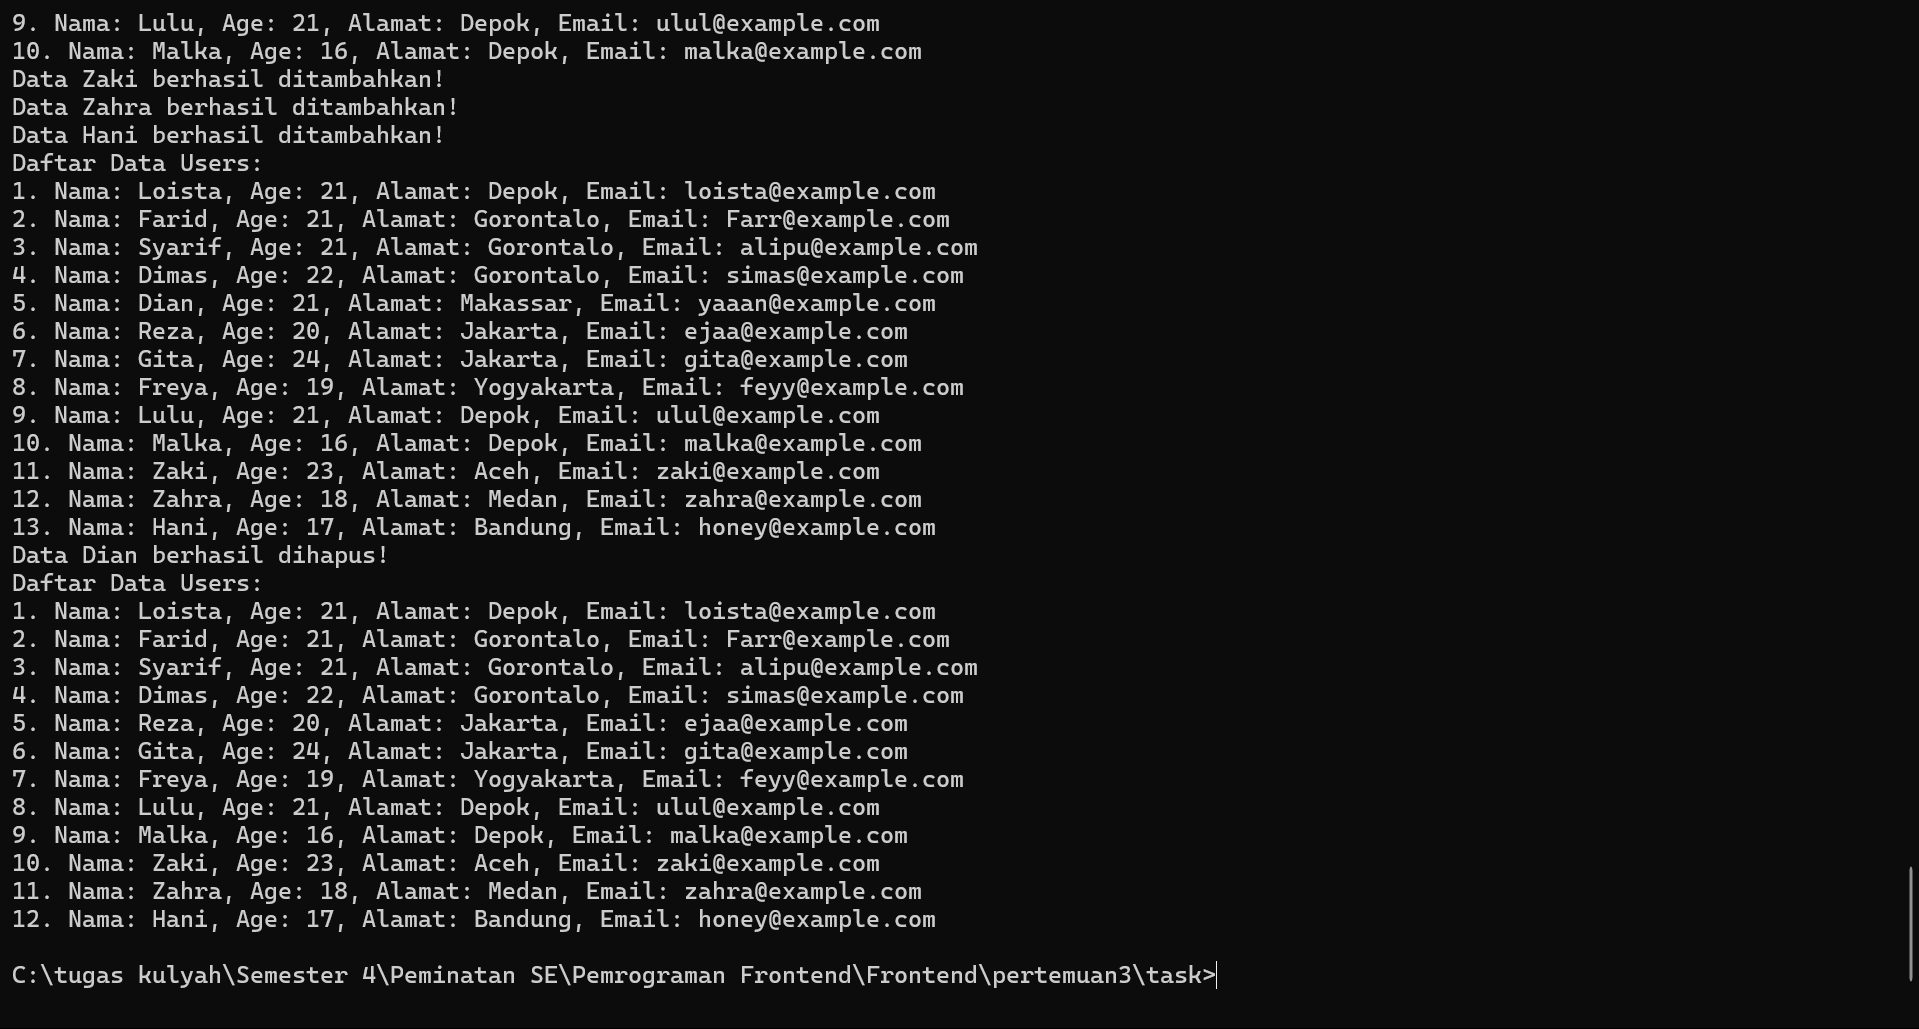 9. Nama: Lulu, Age: 21, Alamat: Depok, Email: ulul@example.com
10. Nama: Malka, Age: 16, Alamat: Depok, Email: malka@example.com
Data Zaki berhasil ditambahkan!
Data Zahra berhasil ditambahkan!
Data Hani berhasil ditambahkan!
Daftar Data Users:
1. Nama: Loista, Age: 21, Alamat: Depok, Email: loista@example.com
2. Nama: Farid, Age: 21, Alamat: Gorontalo, Email: Farr@example.com
3. Nama: Syarif, Age: 21, Alamat: Gorontalo, Email: alipu@example.com
4. Nama: Dimas, Age: 22, Alamat: Gorontalo, Email: simas@example.com
5. Nama: Dian, Age: 21, Alamat: Makassar, Email: yaaan@example.com
6. Nama: Reza, Age: 20, Alamat: Jakarta, Email: ejaa@example.com
7. Nama: Gita, Age: 24, Alamat: Jakarta, Email: gita@example.com
8. Nama: Freya, Age: 19, Alamat: Yogyakarta, Email: feyy@example.com
9. Nama: Lulu, Age: 21, Alamat: Depok, Email: ulul@example.com
10. Nama: Malka, Age: 16, Alamat: Depok, Email: malka@example.com
11. Nama: Zaki, Age: 23, Alamat: Aceh, Email: zaki@example.com
12. Nama: Zahra, Age: 18, Alamat: Medan, Email: zahra@example.com
13. Nama: Hani, Age: 17, Alamat: Bandung, Email: honey@example.com
Data Dian berhasil dihapus!
Daftar Data Users:
1. Nama: Loista, Age: 21, Alamat: Depok, Email: loista@example.com
2. Nama: Farid, Age: 21, Alamat: Gorontalo, Email: Farr@example.com
3. Nama: Syarif, Age: 21, Alamat: Gorontalo, Email: alipu@example.com
4. Nama: Dimas, Age: 22, Alamat: Gorontalo, Email: simas@example.com
5. Nama: Reza, Age: 20, Alamat: Jakarta, Email: ejaa@example.com
6. Nama: Gita, Age: 24, Alamat: Jakarta, Email: gita@example.com
7. Nama: Freya, Age: 19, Alamat: Yogyakarta, Email: feyy@example.com
8. Nama: Lulu, Age: 21, Alamat: Depok, Email: ulul@example.com
9. Nama: Malka, Age: 16, Alamat: Depok, Email: malka@example.com
10. Nama: Zaki, Age: 23, Alamat: Aceh, Email: zaki@example.com
11. Nama: Zahra, Age: 18, Alamat: Medan, Email: zahra@example.com
12. Nama: Hani, Age: 17, Alamat: Bandung, Email: honey@example.com
C:\tugas kulyah\Semester 4\Peminatan SE\Pemrograman Frontend\Frontend\pertemuan3\task>